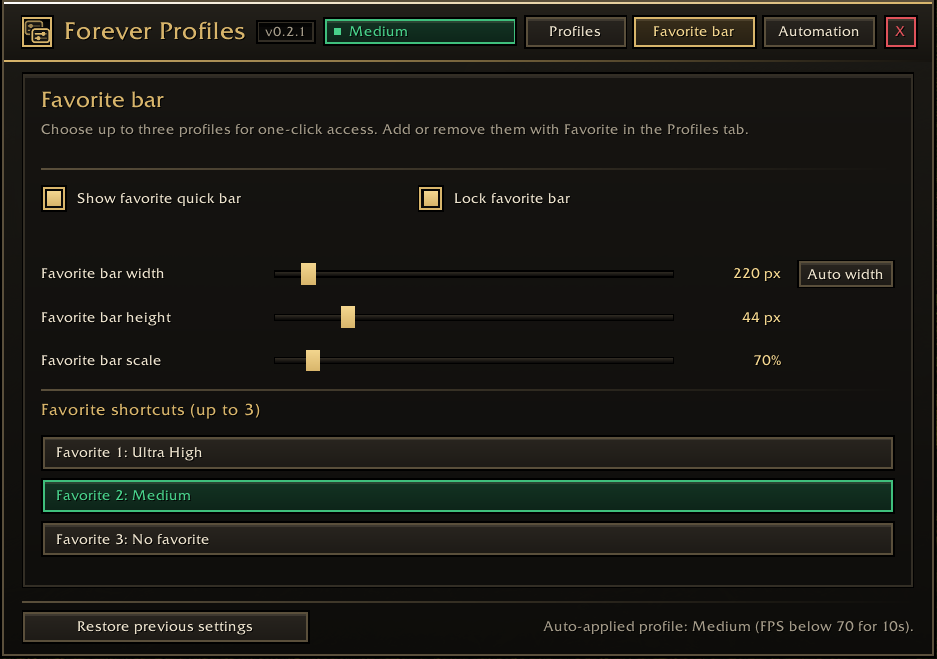 Forever Profiles v0.2.1 Medium Profiles Favorite bar Automation X
Favorite bar
Choose up to three profiles for one-click access. Add or remove them with Favorite in the Profiles tab.
Show favorite quick bar Lock favorite bar
Favorite bar width 220 px Auto width
Favorite bar height 44 px
Favorite bar scale 70%
Favorite shortcuts (up to 3)
Favorite 1: Ultra High
Favorite 2: Medium
Favorite 3: No favorite
Restore previous settings Auto-applied profile: Medium (FPS below 70 for 10s).